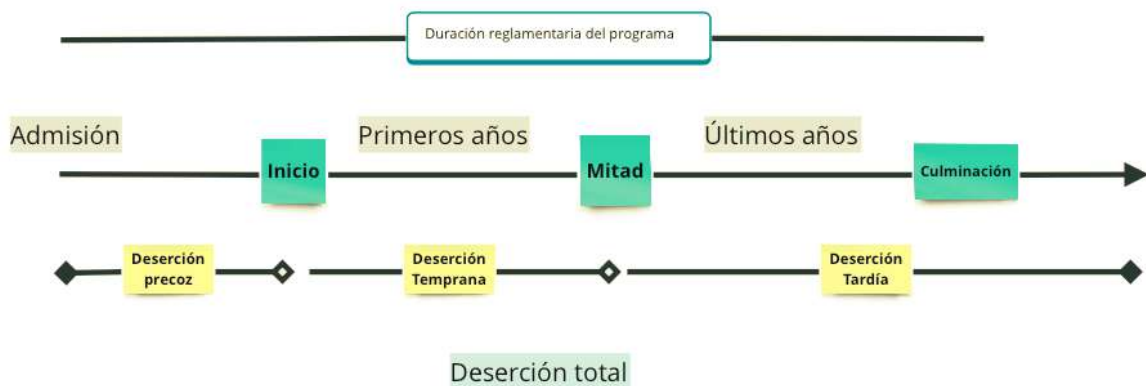 Duración reglamentaria del programa
Admisión
Primeros años
Últimos años
Inicio
Mitad
Culminación
Deserción
precoz
Deserción
Temprana
Deserción
Tardía
Deserción total